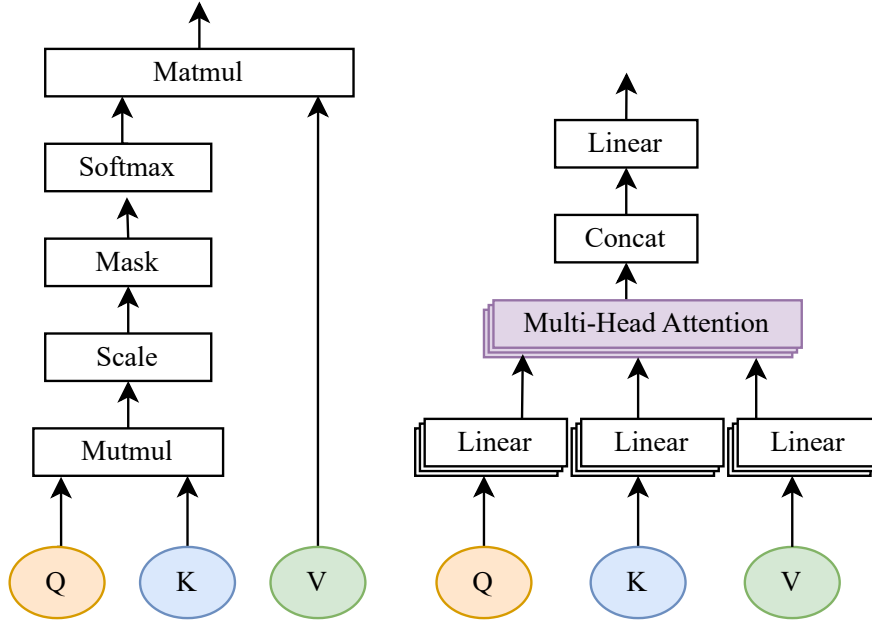 Matmul
Softmax
Mask
Scale
Mutmul
Q
K
V
Linear
Concat
Multi-Head Attention
Linear
Linear
Linear
Q
K
V